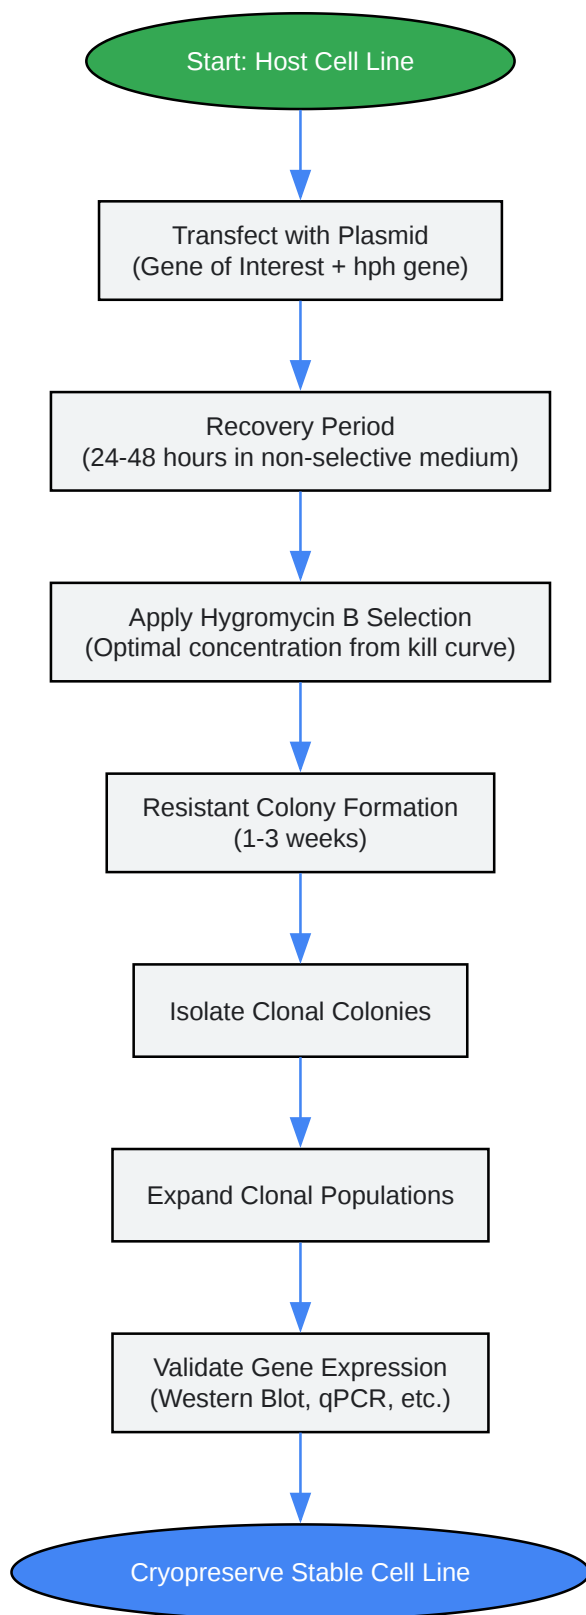 Start: Host Cell Line
Transfect with Plasmid
(Gene of Interest + hph gene)
Recovery Period
(24-48 hours in non-selective medium)
Apply Hygromycin B Selection
(Optimal concentration from kill curve)
Resistant Colony Formation
(1-3 weeks)
Isolate Clonal Colonies
Expand Clonal Populations
Validate Gene Expression
(Western Blot, qPCR, etc.)
Cryopreserve Stable Cell Line